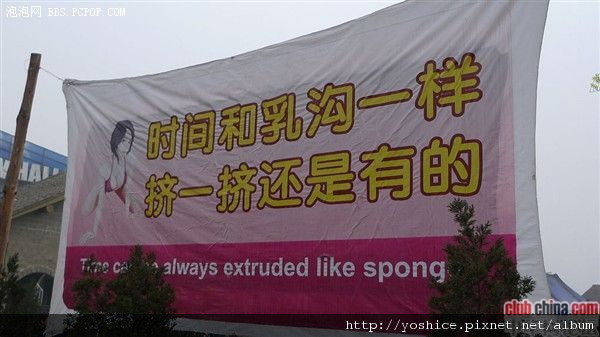 泡泡网 BBS.PCPOP.COM
时间和乳沟一样
挤一挤还是有的
always extruded like
club.china.com
http://yoshice.pixnet.net/album